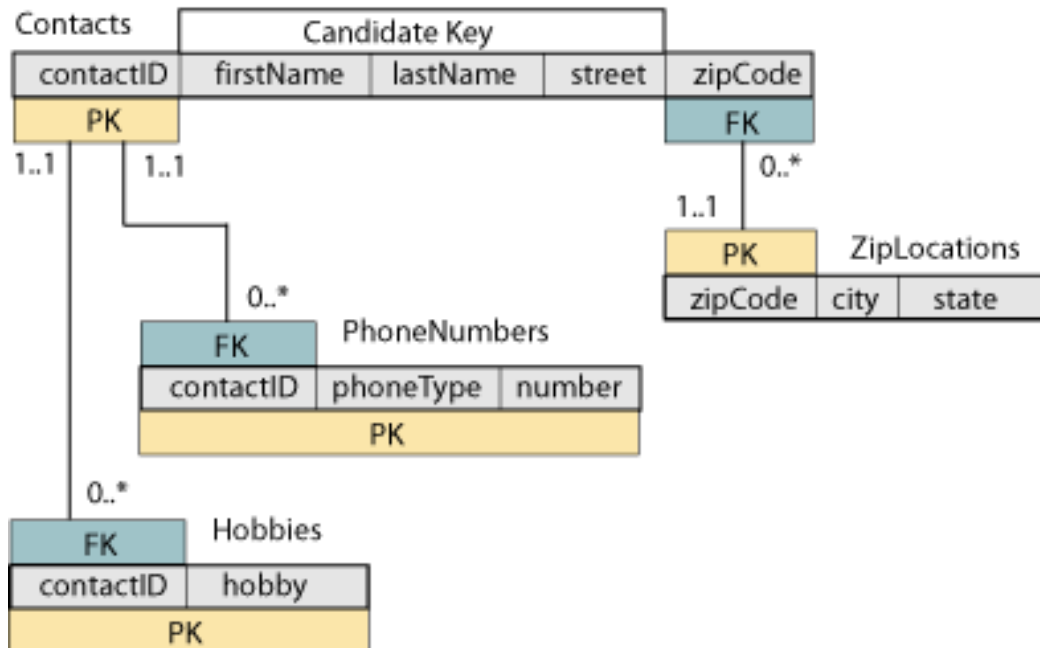 Contacts
Candidate Key
contactID firstName lastName street zipCode
PK FK
1..1 1..1 0..*
1..1
PK ZipLocations
zipCode city state
0..*
FK PhoneNumbers
contactID phoneType number
PK
0..*
FK Hobbies
contactID hobby
PK